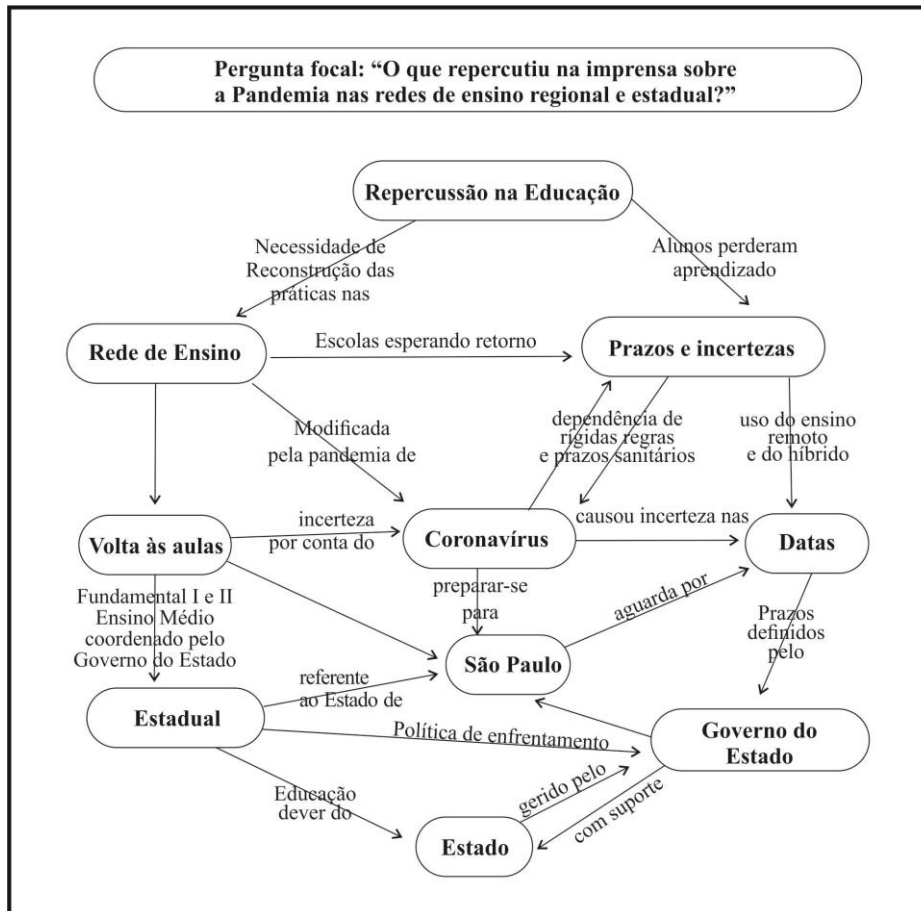 Pergunta focal: “O que repercutiu na imprensa sobre
a Pandemia nas redes de ensino regional e estadual?”
Repercussão na Educação
Necessidade de
Reconstrução das
práticas nas
Alunos perderam
aprendizado
Rede de Ensino
Escolas esperando retorno
Prazos e incertezas
Modificada
pela pandemia de
dependência de
rígidas regras
e prazos sanitários
uso do ensino
remoto
e do híbrido
Volta às aulas
incerteza
por conta do
Coronavírus
causou incerteza nas
Datas
Fundamental I e II
Ensino Médio
coordenado pelo
Governo do Estado
preparar-se
para
aguarda por
Prazos
definidos
pelo
São Paulo
referente
ao Estado de
Estadual
Política de enfrentamento
Governo do
Estado
Educação
dever do
gerido pelo
com suporte
Estado